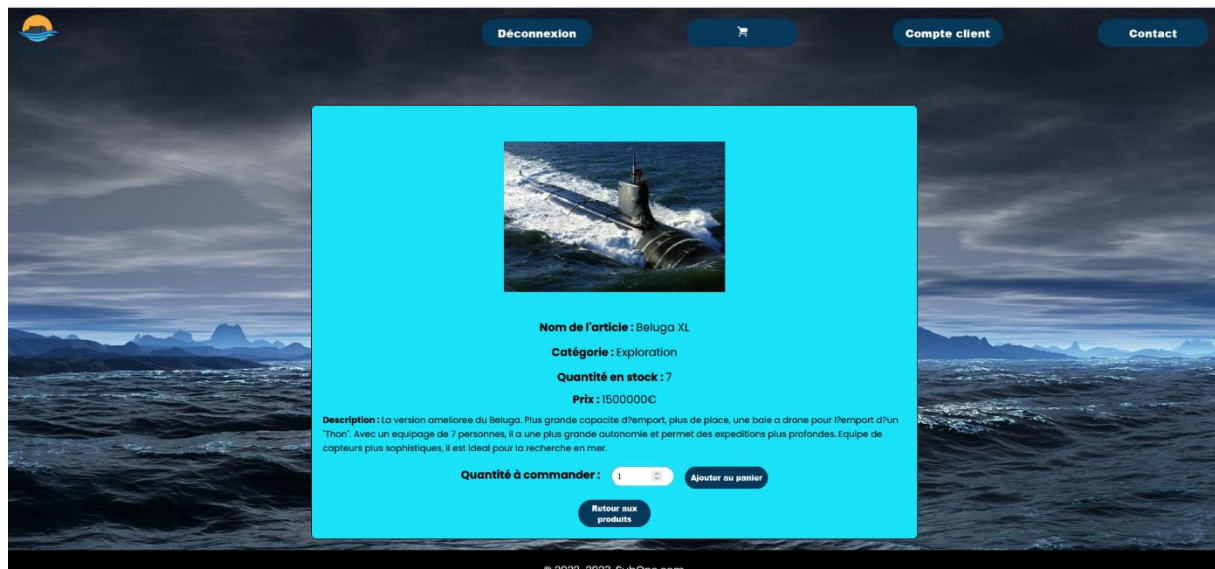 Déconnexion
Compte client
Contact
Nom de l'article : Beluga XL
Catégorie : Exploration
Quantité en stock : 7
Prix : 1500000€
Description : La version amelioree du Beluga. Plus grande capacite d?emport, plus de place, une baie a drone pour l?emport d?un
"Thon". Avec un equipage de 7 personnes, il a une plus grande autonomie et permet des expeditions plus profondes. Equipe de
capteurs plus sophistiques, il est ideal pour la recherche en mer.
Quantité à commander : 1 Ajouter au panier
Retour aux
produits
© 2022-2023 SubOne.com